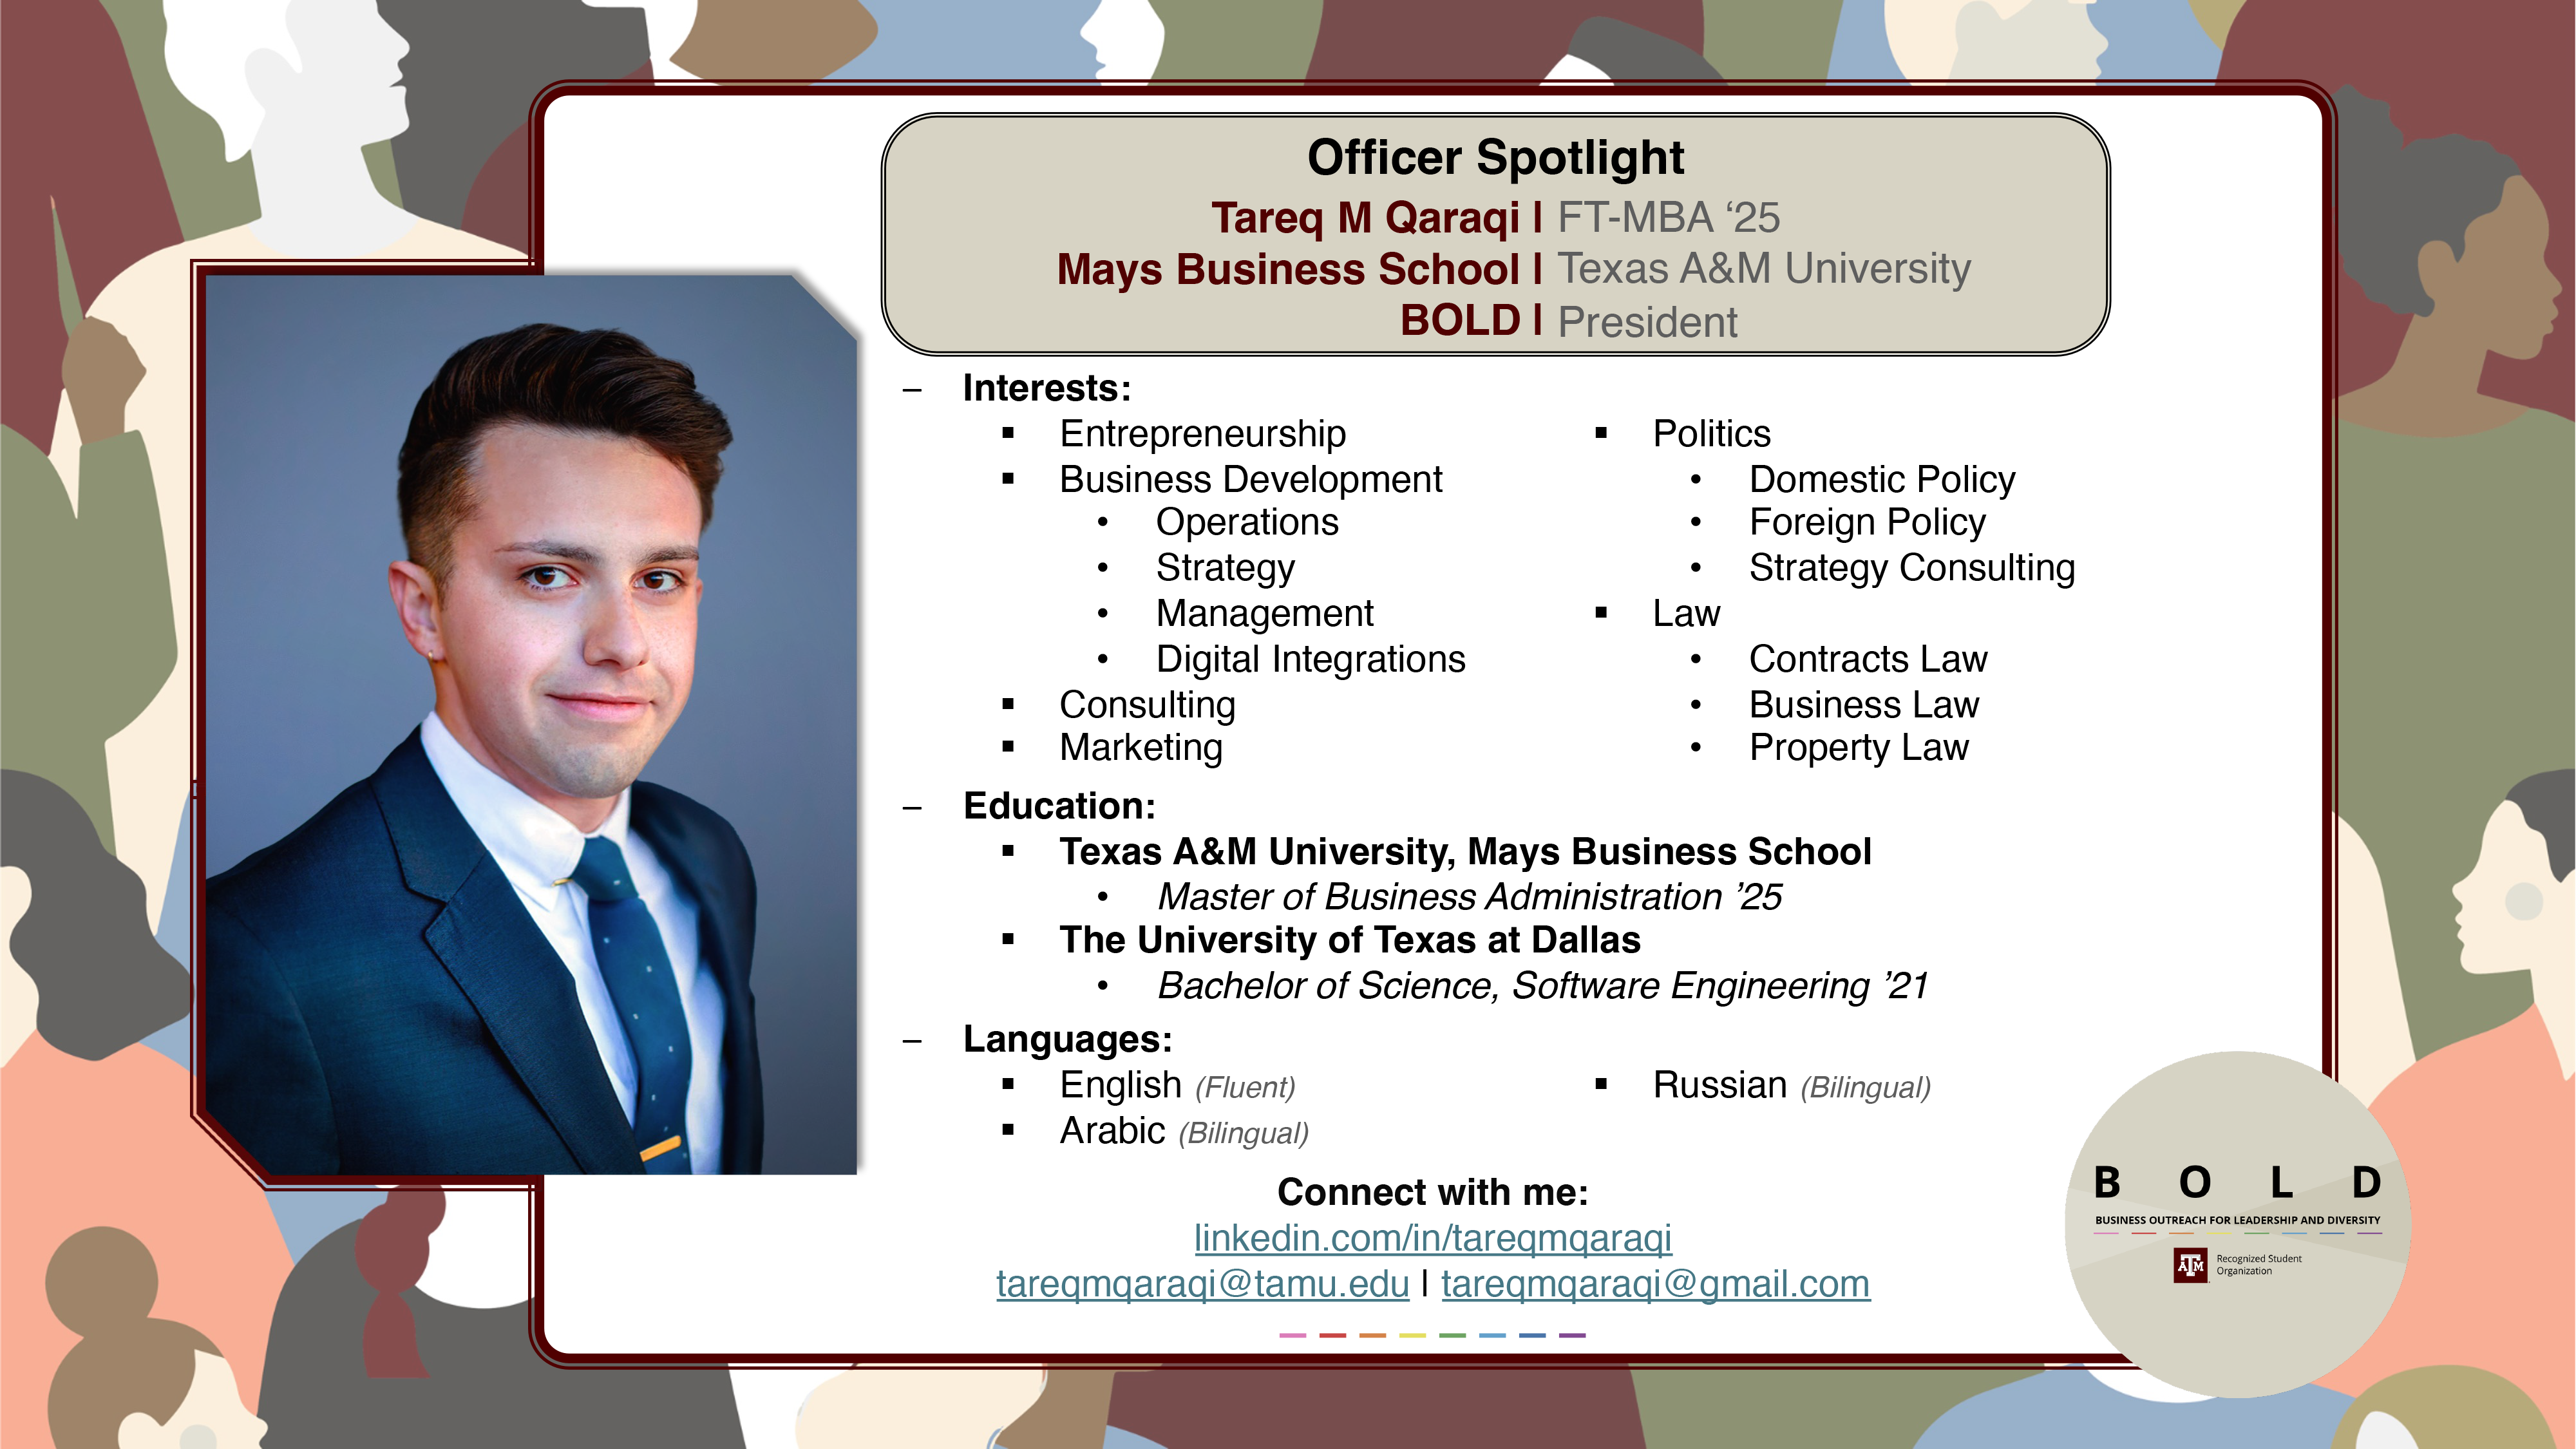 Officer Spotlight
Tareq M Qaraqi | FT-MBA ‘25
Mays Business School | Texas A&M University
BOLD | President
– Interests:
▪ Entrepreneurship
▪ Business Development
• Operations
• Strategy
• Management
• Digital Integrations
▪ Consulting
▪ Marketing
▪ Politics
• Domestic Policy
• Foreign Policy
• Strategy Consulting
▪ Law
• Contracts Law
• Business Law
• Property Law
– Education:
▪ Texas A&M University, Mays Business School
• Master of Business Administration ’25
▪ The University of Texas at Dallas
• Bachelor of Science, Software Engineering ’21
– Languages:
▪ English (Fluent)
▪ Arabic (Bilingual)
▪ Russian (Bilingual)
Connect with me:
linkedin.com/in/tareqmqaraqi
tareqmqaraqi@tamu.edu | tareqmqaraqi@gmail.com
B O L D
BUSINESS OUTREACH FOR LEADERSHIP AND DIVERSITY
ATM
Recognized Student
Organization